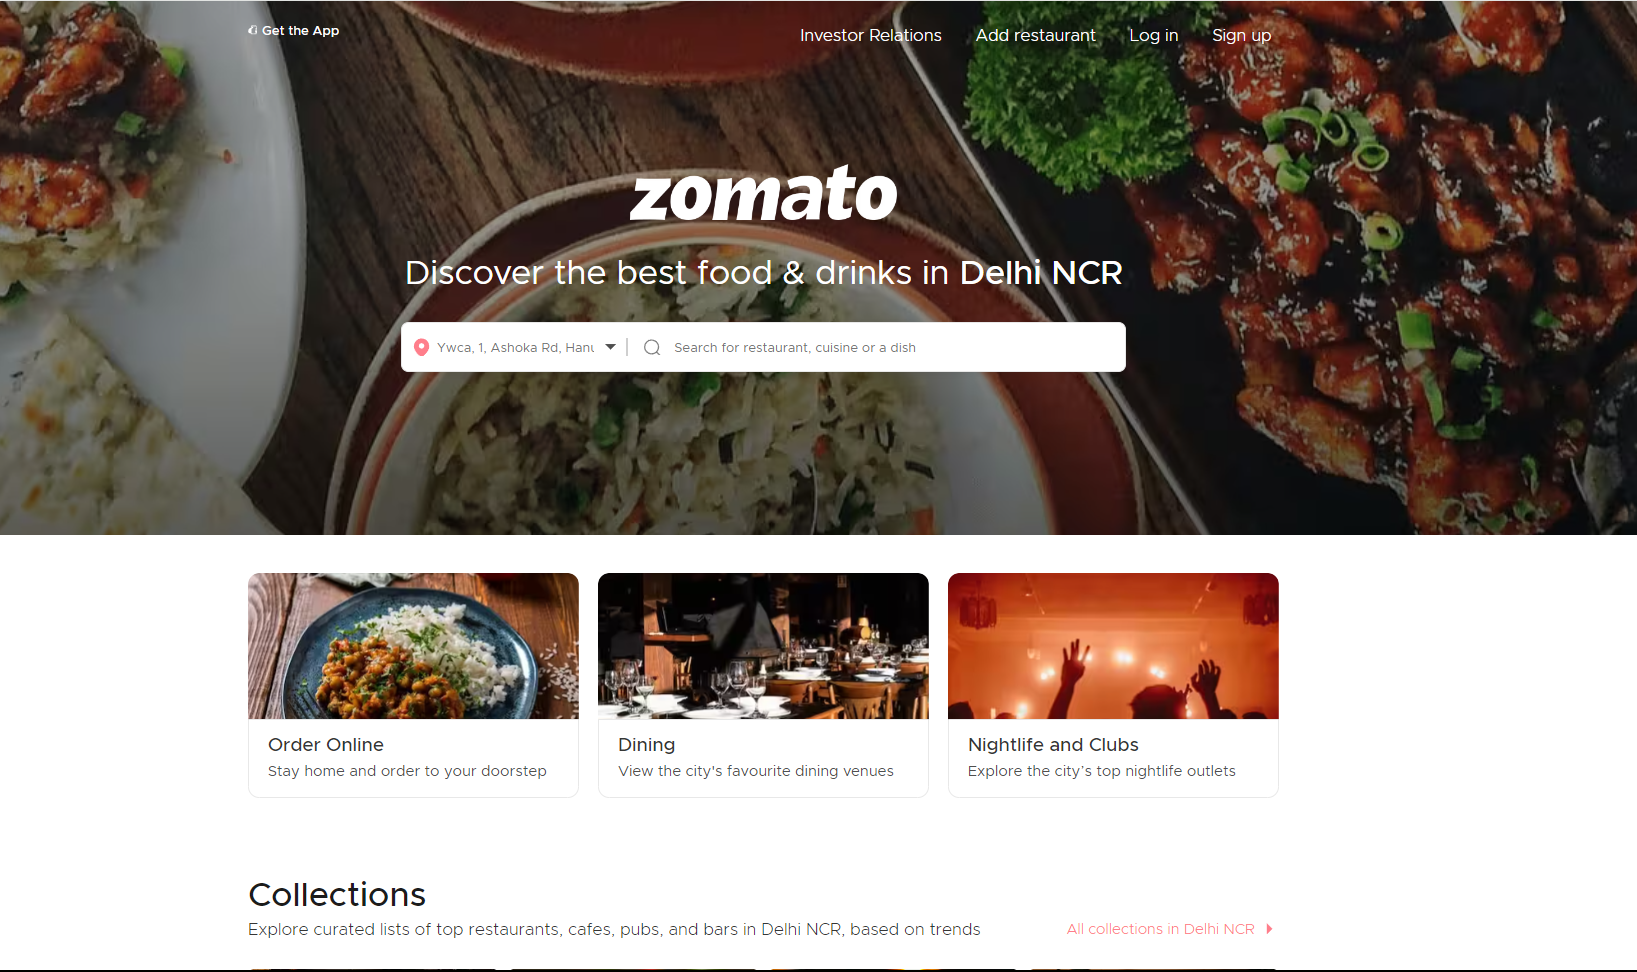 Get the App
Investor Relations
Add restaurant
Log in
Sign up
zomato
Discover the best food & drinks in Delhi NCR
Ywca, 1, Ashoka Rd, Hanu
Search for restaurant, cuisine or a dish
Order Online
Stay home and order to your doorstep
Dining
View the city's favourite dining venues
Nightlife and Clubs
Explore the city’s top nightlife outlets
Collections
Explore curated lists of top restaurants, cafes, pubs, and bars in Delhi NCR, based on trends
All collections in Delhi NCR